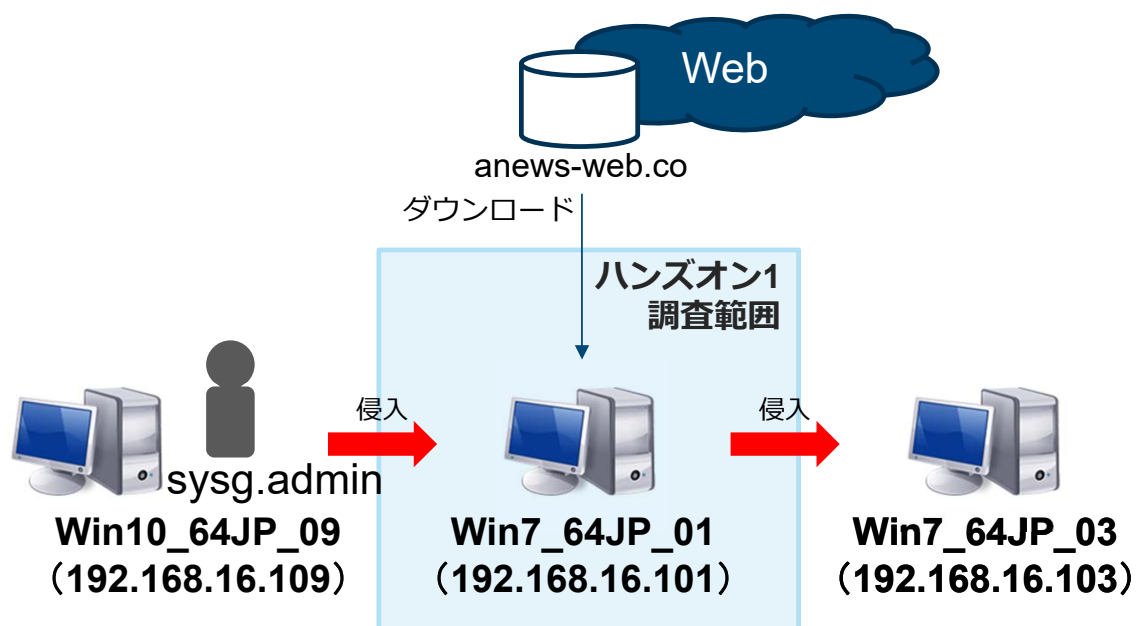 Web
anews-web.co
ダウンロード
ハンズオン1
調査範囲
侵入
侵入
sysg.admin
Win10_64JP_09
（192.168.16.109）
Win7_64JP_01
（192.168.16.101）
Win7_64JP_03
（192.168.16.103）